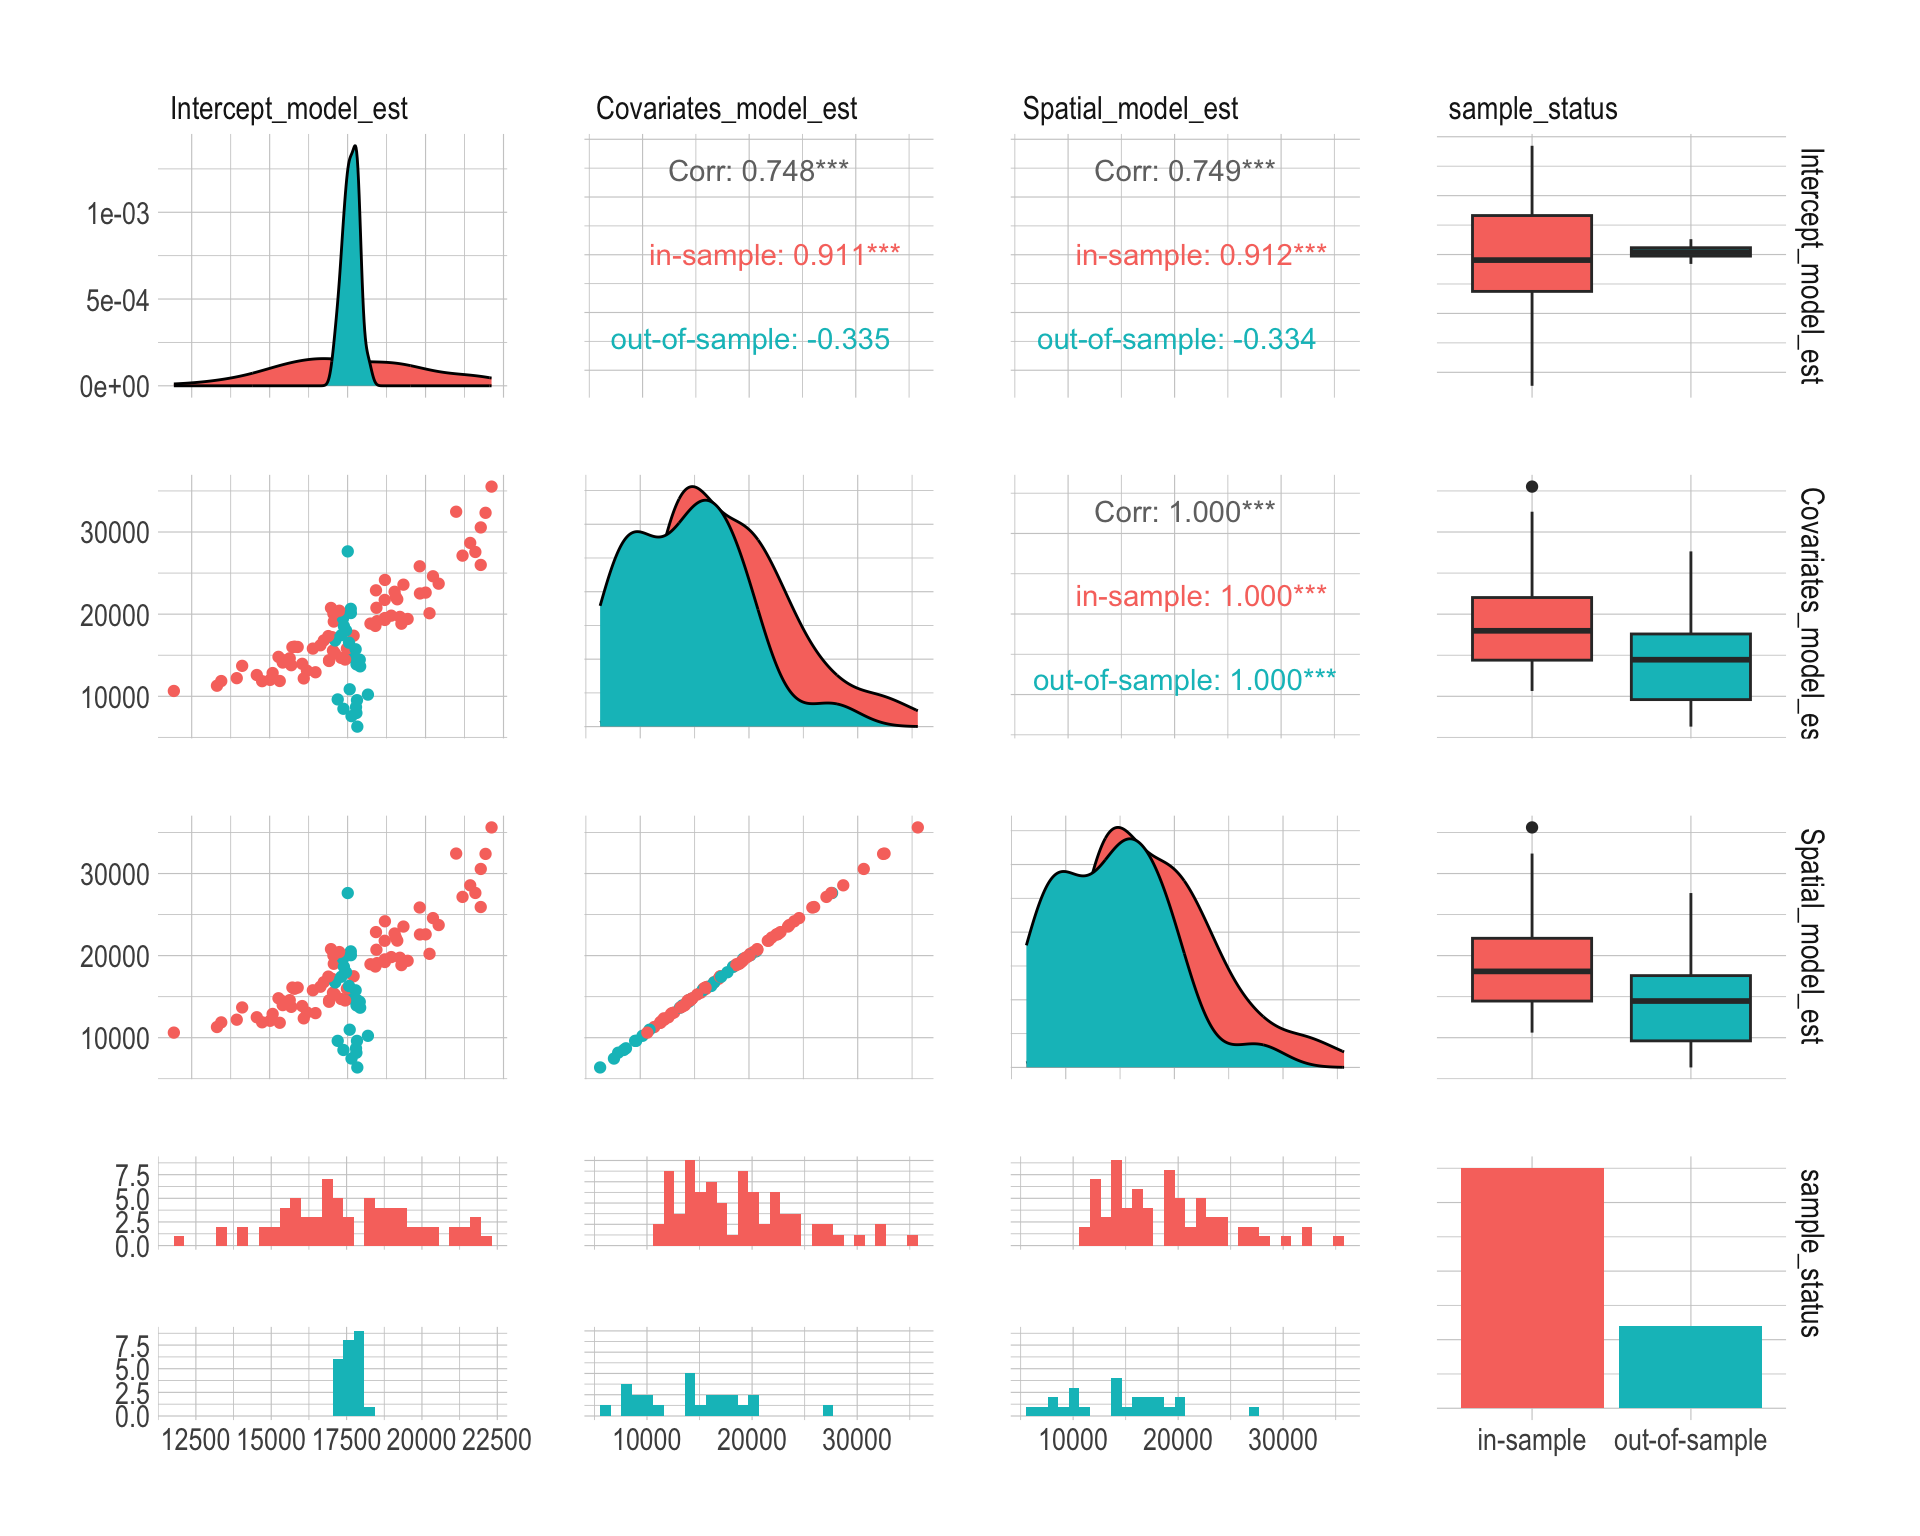 Intercept_model_est
Covariates_model_est
Spatial_model_est
sample_status
1e-03
5e-04
0e+00
Corr: 0.748***
in-sample: 0.911***
out-of-sample: -0.335
Corr: 0.749***
in-sample: 0.912***
out-of-sample: -0.334
Intercept_model_est
30000
20000
10000
Corr: 1.000***
in-sample: 1.000***
out-of-sample: 1.000***
Covariates_model_es
30000
20000
10000
Spatial_model_est
7.5
5.0
2.5
0.0
7.5
5.0
2.5
0.0
sample_status
12500 15000 17500 20000 22500
10000 20000 30000
10000 20000 30000
in-sample out-of-sample